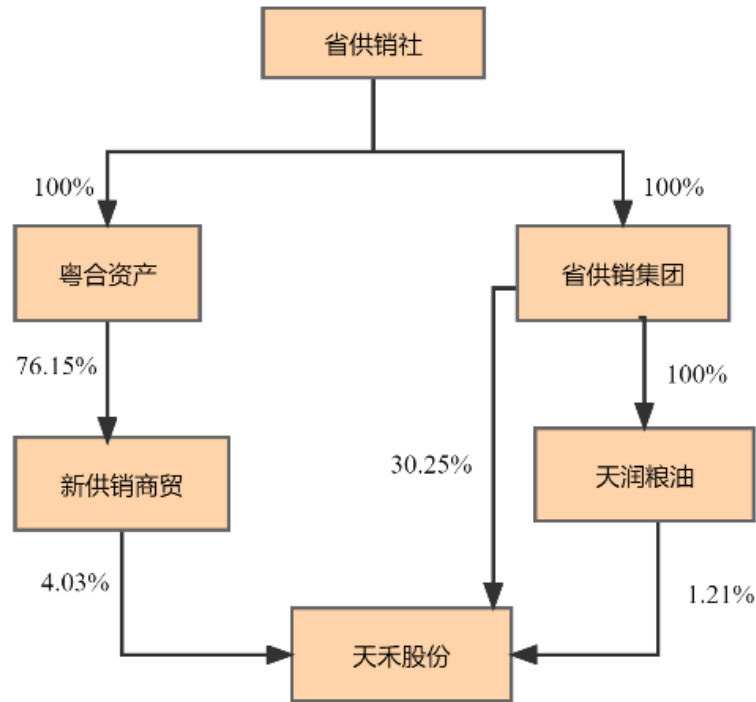 省供销社
100%
100%
粤合资产
省供销集团
76.15%
100%
新供销商贸
30.25%
天润粮油
4.03%
1.21%
天禾股份